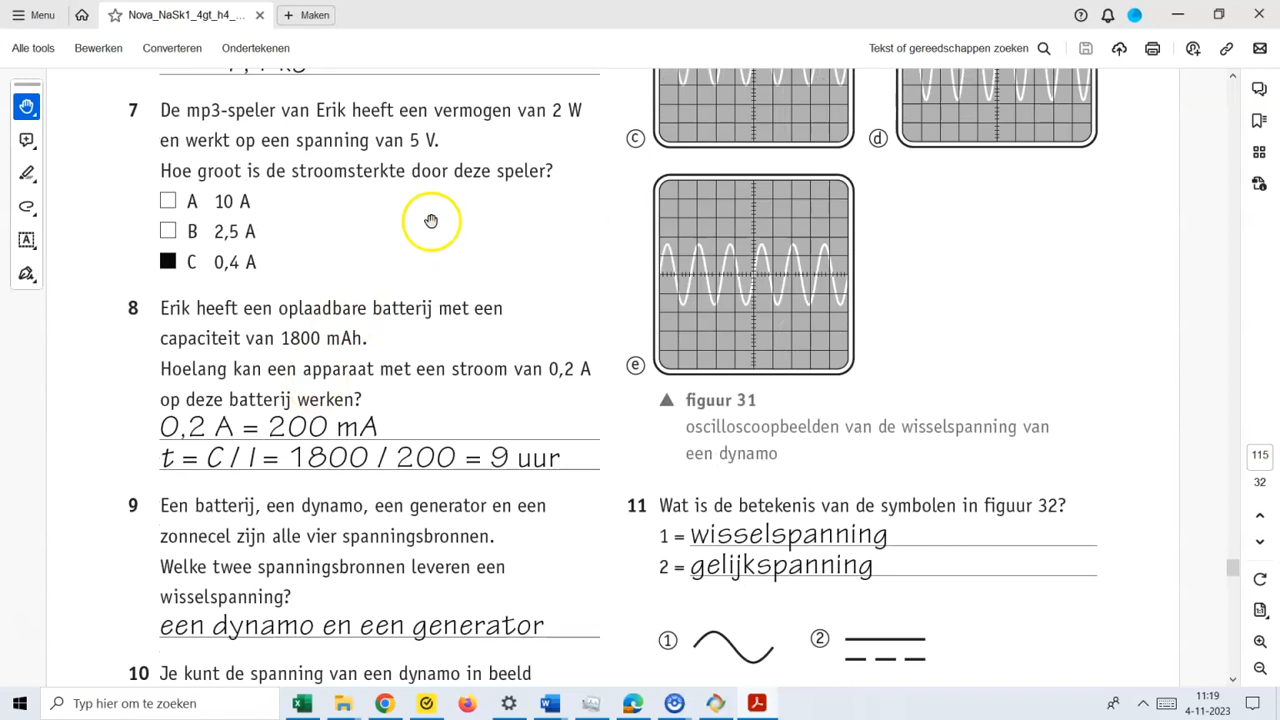 Menu
Nova_NaSk1_4gt_h4_...
Maken
Alle tools
Bewerken
Converteren
Ondertekenen
Tekst of gereedschappen zoeken
7 De mp3-speler van Erik heeft een vermogen van 2 W
en werkt op een spanning van 5 V.
Hoe groot is de stroomsterkte door deze speler?
A 10 A
B 2,5 A
C 0,4 A
8 Erik heeft een oplaadbare batterij met een
capaciteit van 1800 mAh.
Hoelang kan een apparaat met een stroom van 0,2 A
op deze batterij werken?
0,2 A = 200 mA
t = C / I = 1800 / 200 = 9 uur
9 Een batterij, een dynamo, een generator en een
zonnecel zijn alle vier spanningsbronnen.
Welke twee spanningsbronnen leveren een
wisselspanning?
een dynamo en een generator
10 Je kunt de spanning van een dynamo in beeld
c
d
e
▲ figuur 31
oscilloscoopbeelden van de wisselspanning van
een dynamo
11 Wat is de betekenis van de symbolen in figuur 32?
1 = wisselspanning
2 = gelijkspanning
1
2
115
32
Typ hier om te zoeken
11:19
4-11-2023